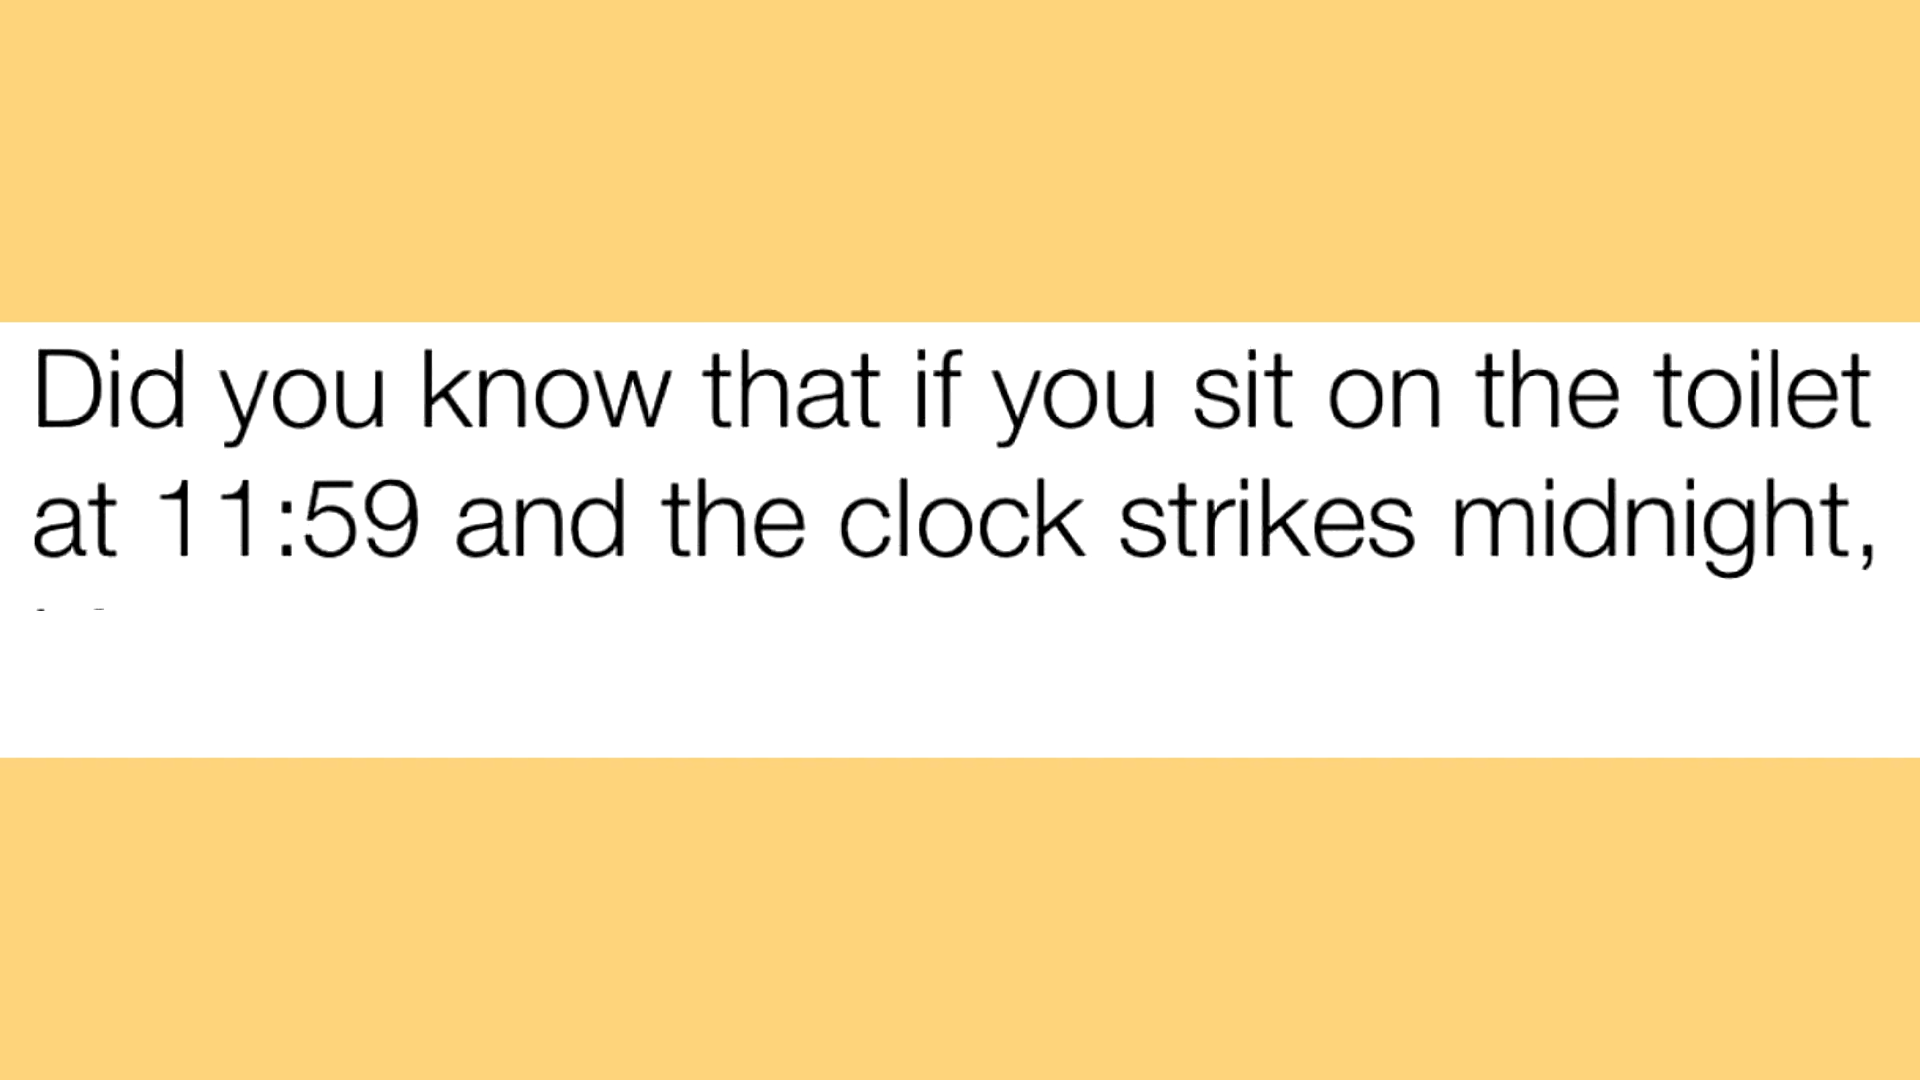 Did you know that if you sit on the toilet
at 11:59 and the clock strikes midnight,